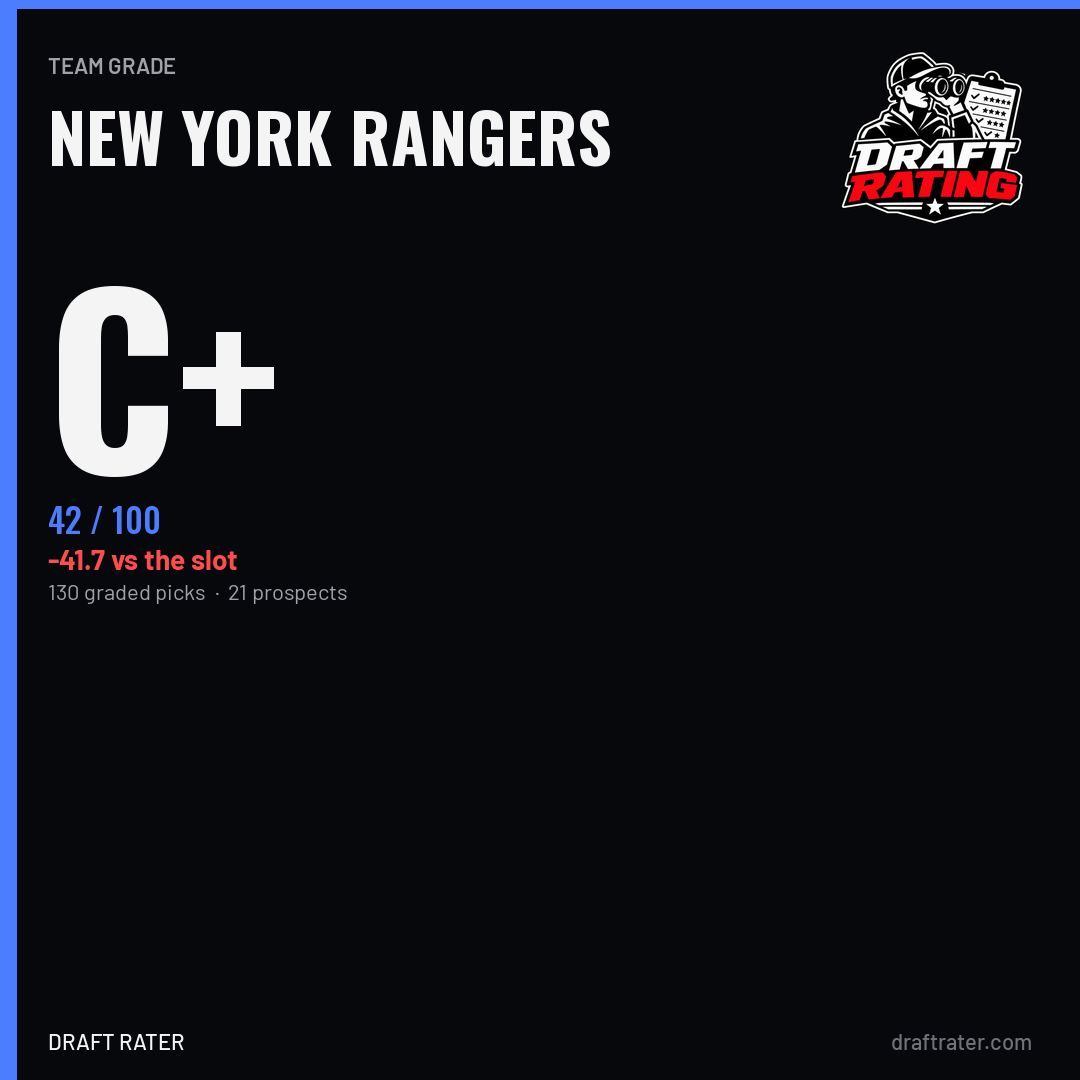 TEAM GRADE
NEW YORK RANGERS
DRAFT
RATING
C+
42 / 100
-41.7 vs the slot
130 graded picks · 21 prospects
DRAFT RATER
draftrater.com